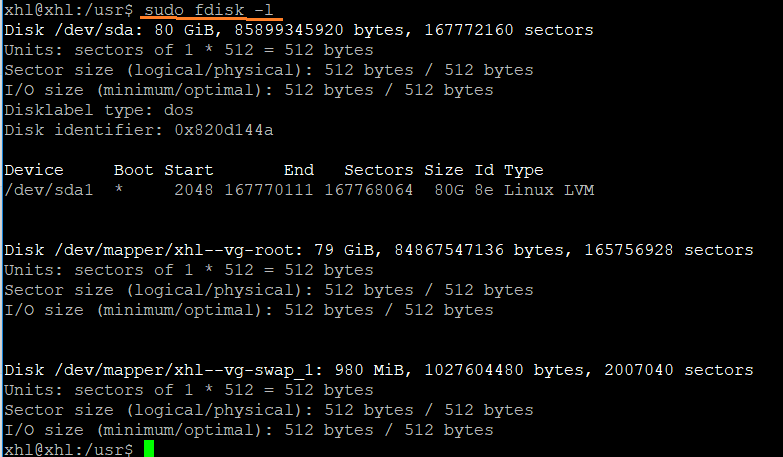 xhl@xhl:/usr$ sudo fdisk -l
Disk /dev/sda: 80 GiB, 85899345920 bytes, 167772160 sectors
Units: sectors of 1 * 512 = 512 bytes
Sector size (logical/physical): 512 bytes / 512 bytes
I/O size (minimum/optimal): 512 bytes / 512 bytes
Disklabel type: dos
Disk identifier: 0x820d144a
Device     Boot Start       End   Sectors Size Id Type
/dev/sda1  *     2048 167770111 167768064  80G 8e Linux LVM
Disk /dev/mapper/xhl--vg-root: 79 GiB, 84867547136 bytes, 165756928 sectors
Units: sectors of 1 * 512 = 512 bytes
Sector size (logical/physical): 512 bytes / 512 bytes
I/O size (minimum/optimal): 512 bytes / 512 bytes
Disk /dev/mapper/xhl--vg-swap_1: 980 MiB, 1027604480 bytes, 2007040 sectors
Units: sectors of 1 * 512 = 512 bytes
Sector size (logical/physical): 512 bytes / 512 bytes
I/O size (minimum/optimal): 512 bytes / 512 bytes
xhl@xhl:/usr$